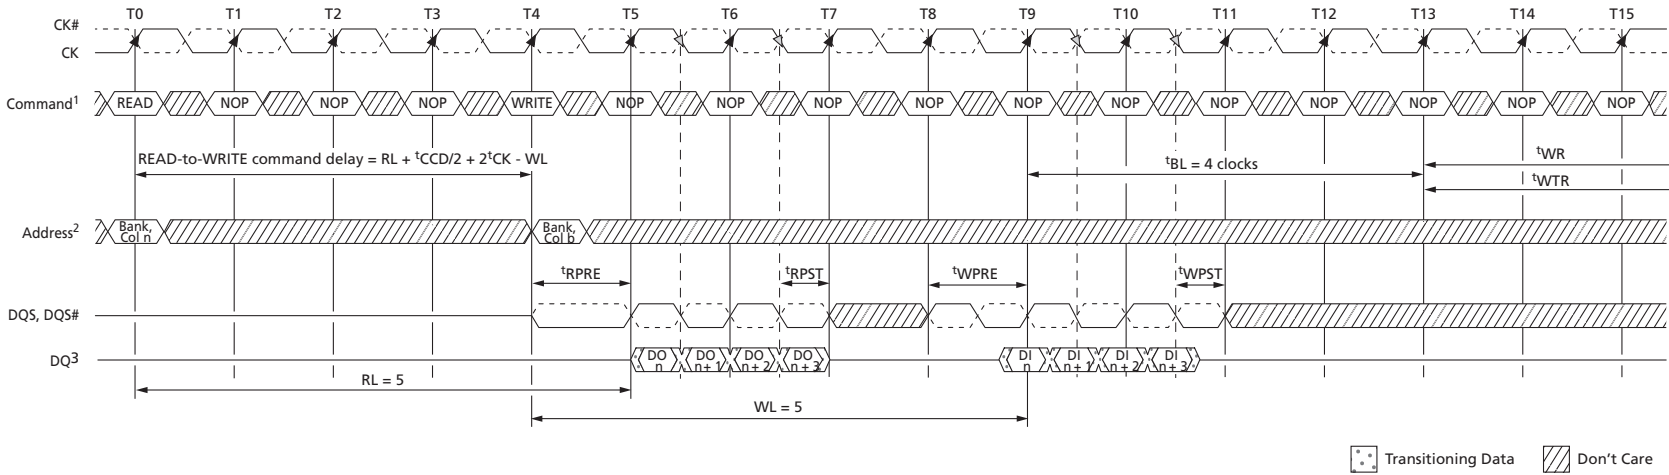 T0 T1 T2 T3 T4 T5 T6 T7 T8 T9 T10 T11 T12 T13 T14 T15
CK#
CK
Command1 READ NOP NOP NOP WRITE NOP NOP NOP NOP NOP NOP NOP NOP NOP NOP NOP
READ-to-WRITE command delay = RL + tCCD/2 + 2tCK - WL
tBL = 4 clocks
tWR
tWTR
Address2 Bank, Col n Bank, Col b
tRPRE tRPST tWPRE tWPST
DQS, DQS#
DQ3 DO n DO n + 1 DO n + 2 DO n + 3 DI n DI n + 1 DI n + 2 DI n + 3
RL = 5
WL = 5
Transitioning Data Don't Care